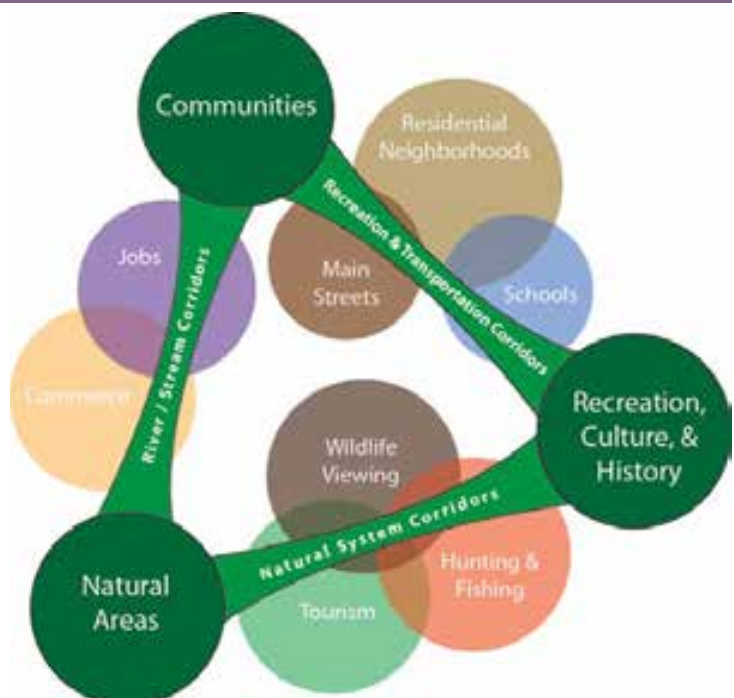 Communities
Residential
Neighborhoods
Recreation & Transportation Corridors
Jobs
Main
Streets
Schools
River / Stream Corridors
Commerce
Recreation,
Culture, &
History
Wildlife
Viewing
Natural System Corridors
Hunting &
Fishing
Natural
Areas
Tourism